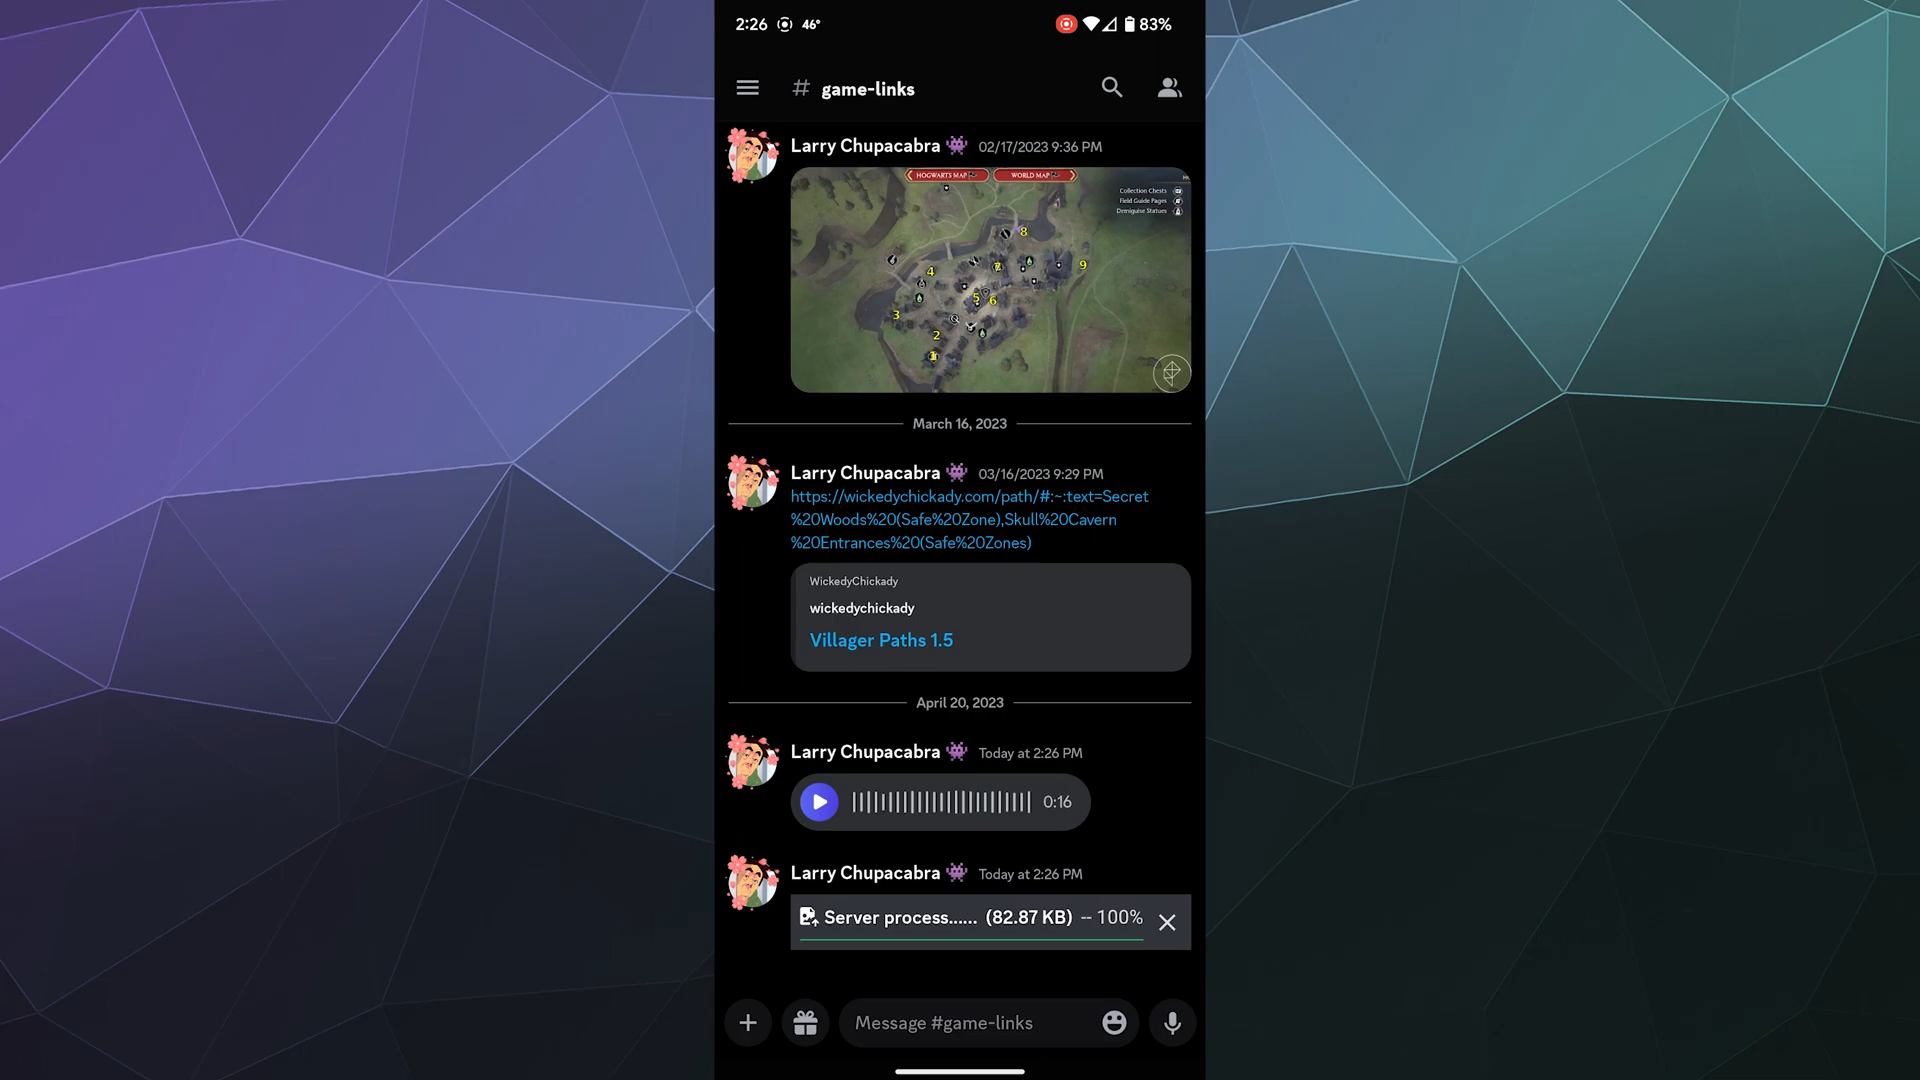 2:26 46° 83%
# game-links
Larry Chupacabra 02/17/2023 9:36 PM
HOGWARTS MAP WORLD MAP
Collection Chests
Field Guide Pages
Demiguise Statues
8
4 7 9
5 6
3
2
1
March 16, 2023
Larry Chupacabra 03/16/2023 9:29 PM
https://wickedychickady.com/path/#:~:text=Secret
%20Woods%20(Safe%20Zone),Skull%20Cavern
%20Entrances%20(Safe%20Zones)
WickedyChickady
wickedychickady
Villager Paths 1.5
April 20, 2023
Larry Chupacabra Today at 2:26 PM
0:16
Larry Chupacabra Today at 2:26 PM
Server process...... (82.87 KB) -- 100%
Message #game-links